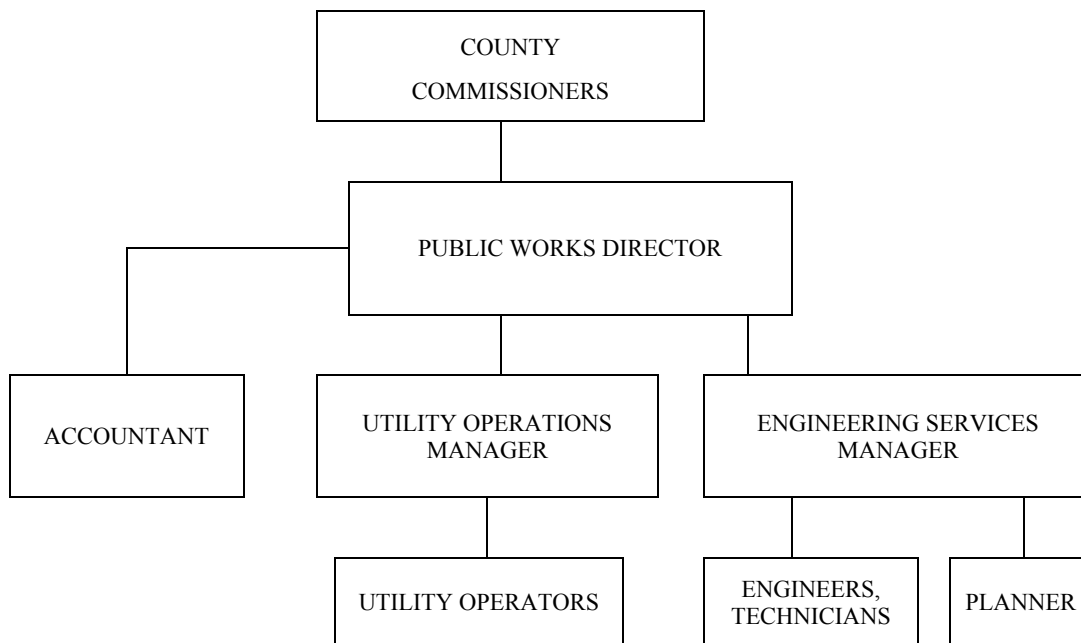 COUNTY
COMMISSIONERS
PUBLIC WORKS DIRECTOR
ACCOUNTANT
UTILITY OPERATIONS
MANAGER
ENGINEERING SERVICES
MANAGER
UTILITY OPERATORS
ENGINEERS,
TECHNICIANS
PLANNER